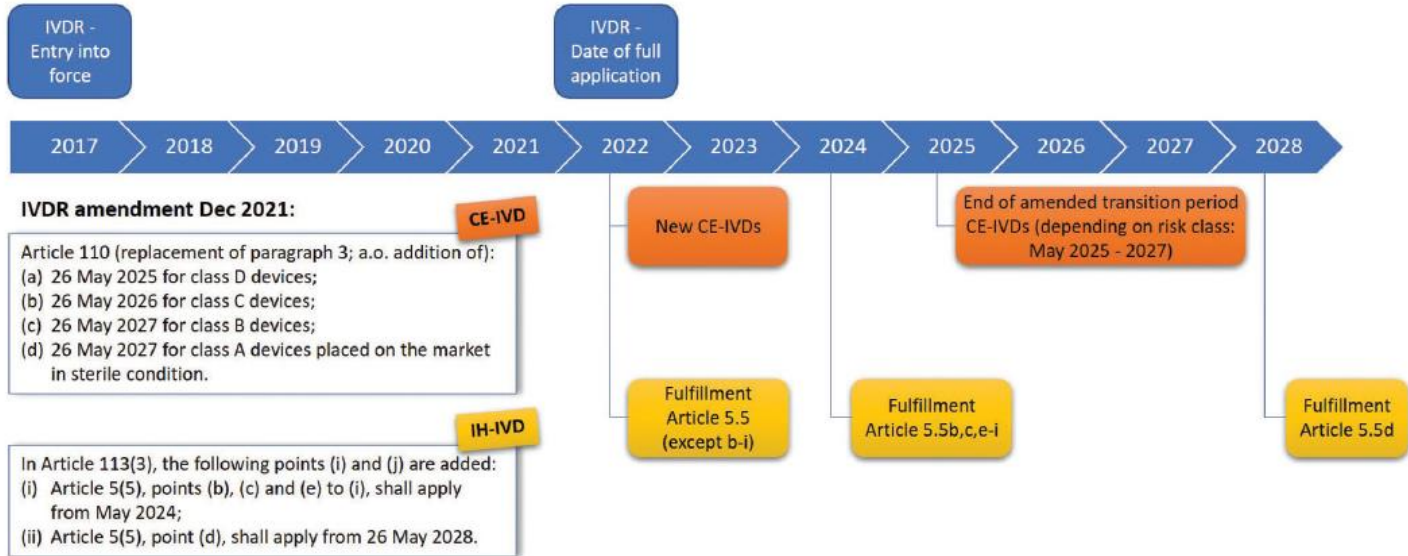 IVDR -
Entry into
force
IVDR -
Date of full
application
2017
2018
2019
2020
2021
2022
2023
2024
2025
2026
2027
2028
IVDR amendment Dec 2021:
CE-IVD
Article 110 (replacement of paragraph 3; a.o. addition of):
(a) 26 May 2025 for class D devices;
(b) 26 May 2026 for class C devices;
(c) 26 May 2027 for class B devices;
(d) 26 May 2027 for class A devices placed on the market
in sterile condition.
New CE-IVDs
End of amended transition period
CE-IVDs (depending on risk class:
May 2025 - 2027)
IH-IVD
In Article 113(3), the following points (i) and (j) are added:
(i) Article 5(5), points (b), (c) and (e) to (i), shall apply
from May 2024;
(ii) Article 5(5), point (d), shall apply from 26 May 2028.
Fulfillment
Article 5.5
(except b-i)
Fulfillment
Article 5.5b,c,e-i
Fulfillment
Article 5.5d